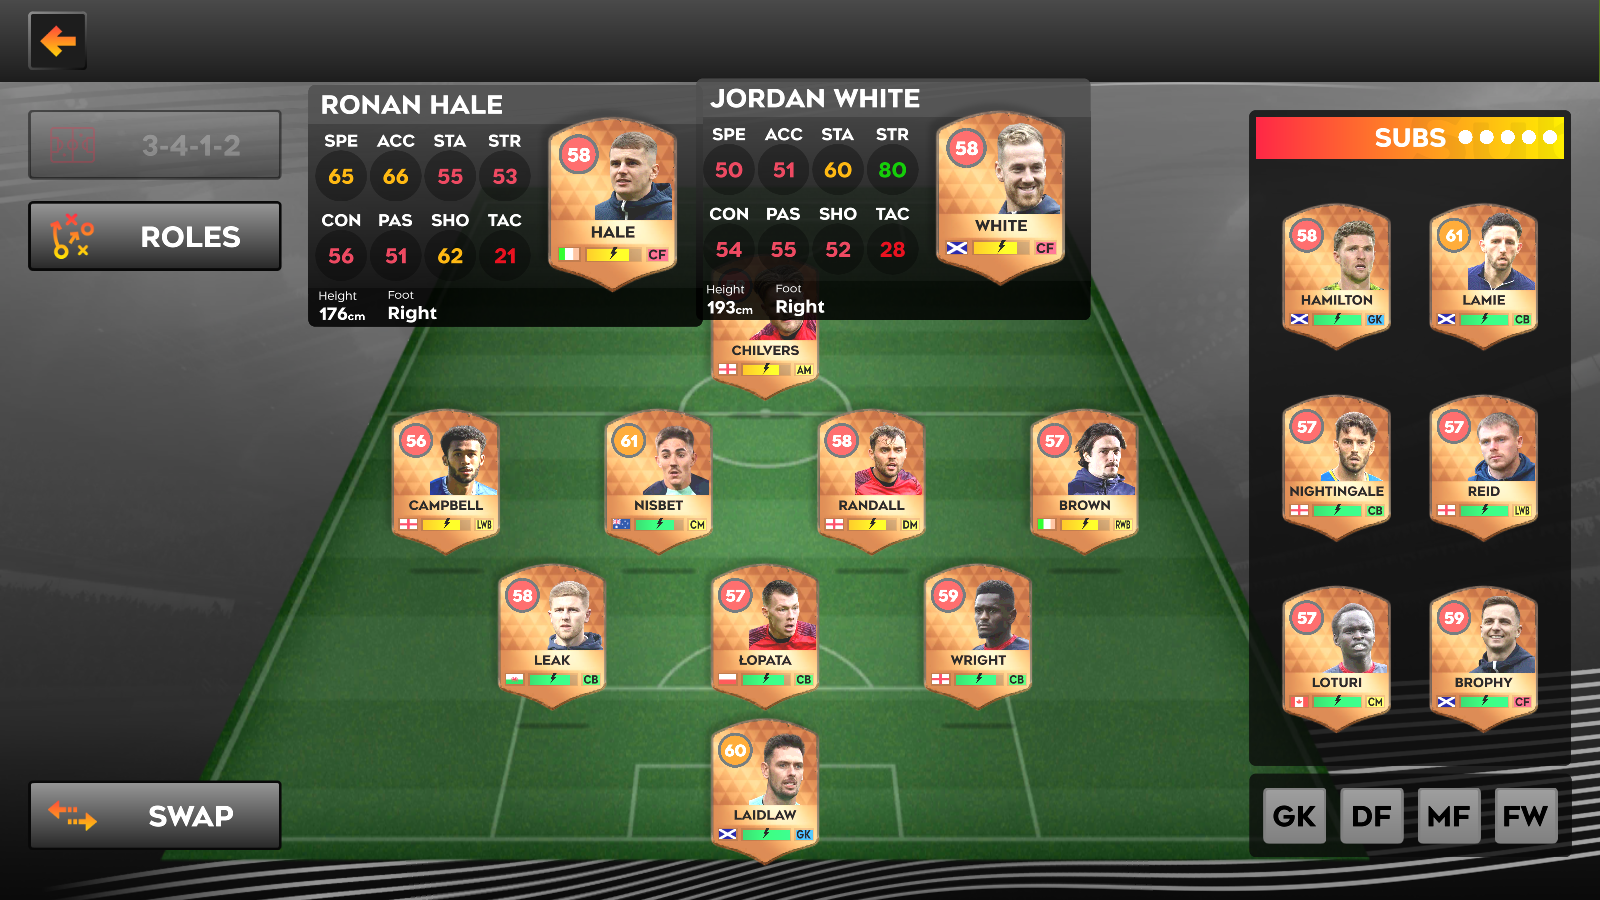 3-4-1-2
ROLES
RONAN HALE
SPE ACC STA STR
65 66 55 53
CON PAS SHO TAC
56 51 62 21
Height Foot
176cm Right
58
HALE
CF
JORDAN WHITE
SPE ACC STA STR
50 51 60 80
CON PAS SHO TAC
54 55 52 28
Height Foot
193cm Right
58
WHITE
CF
CHILVERS
AM
56
CAMPBELL
LWB
61
NISBET
CM
58
RANDALL
DM
57
BROWN
RWB
58
LEAK
CB
57
ŁOPATA
CB
59
WRIGHT
CB
60
LAIDLAW
GK
SWAP
SUBS
58
HAMILTON
GK
61
LAMIE
CB
57
NIGHTINGALE
CB
57
REID
LWB
57
LOTURI
CM
59
BROPHY
CF
GK DF MF FW